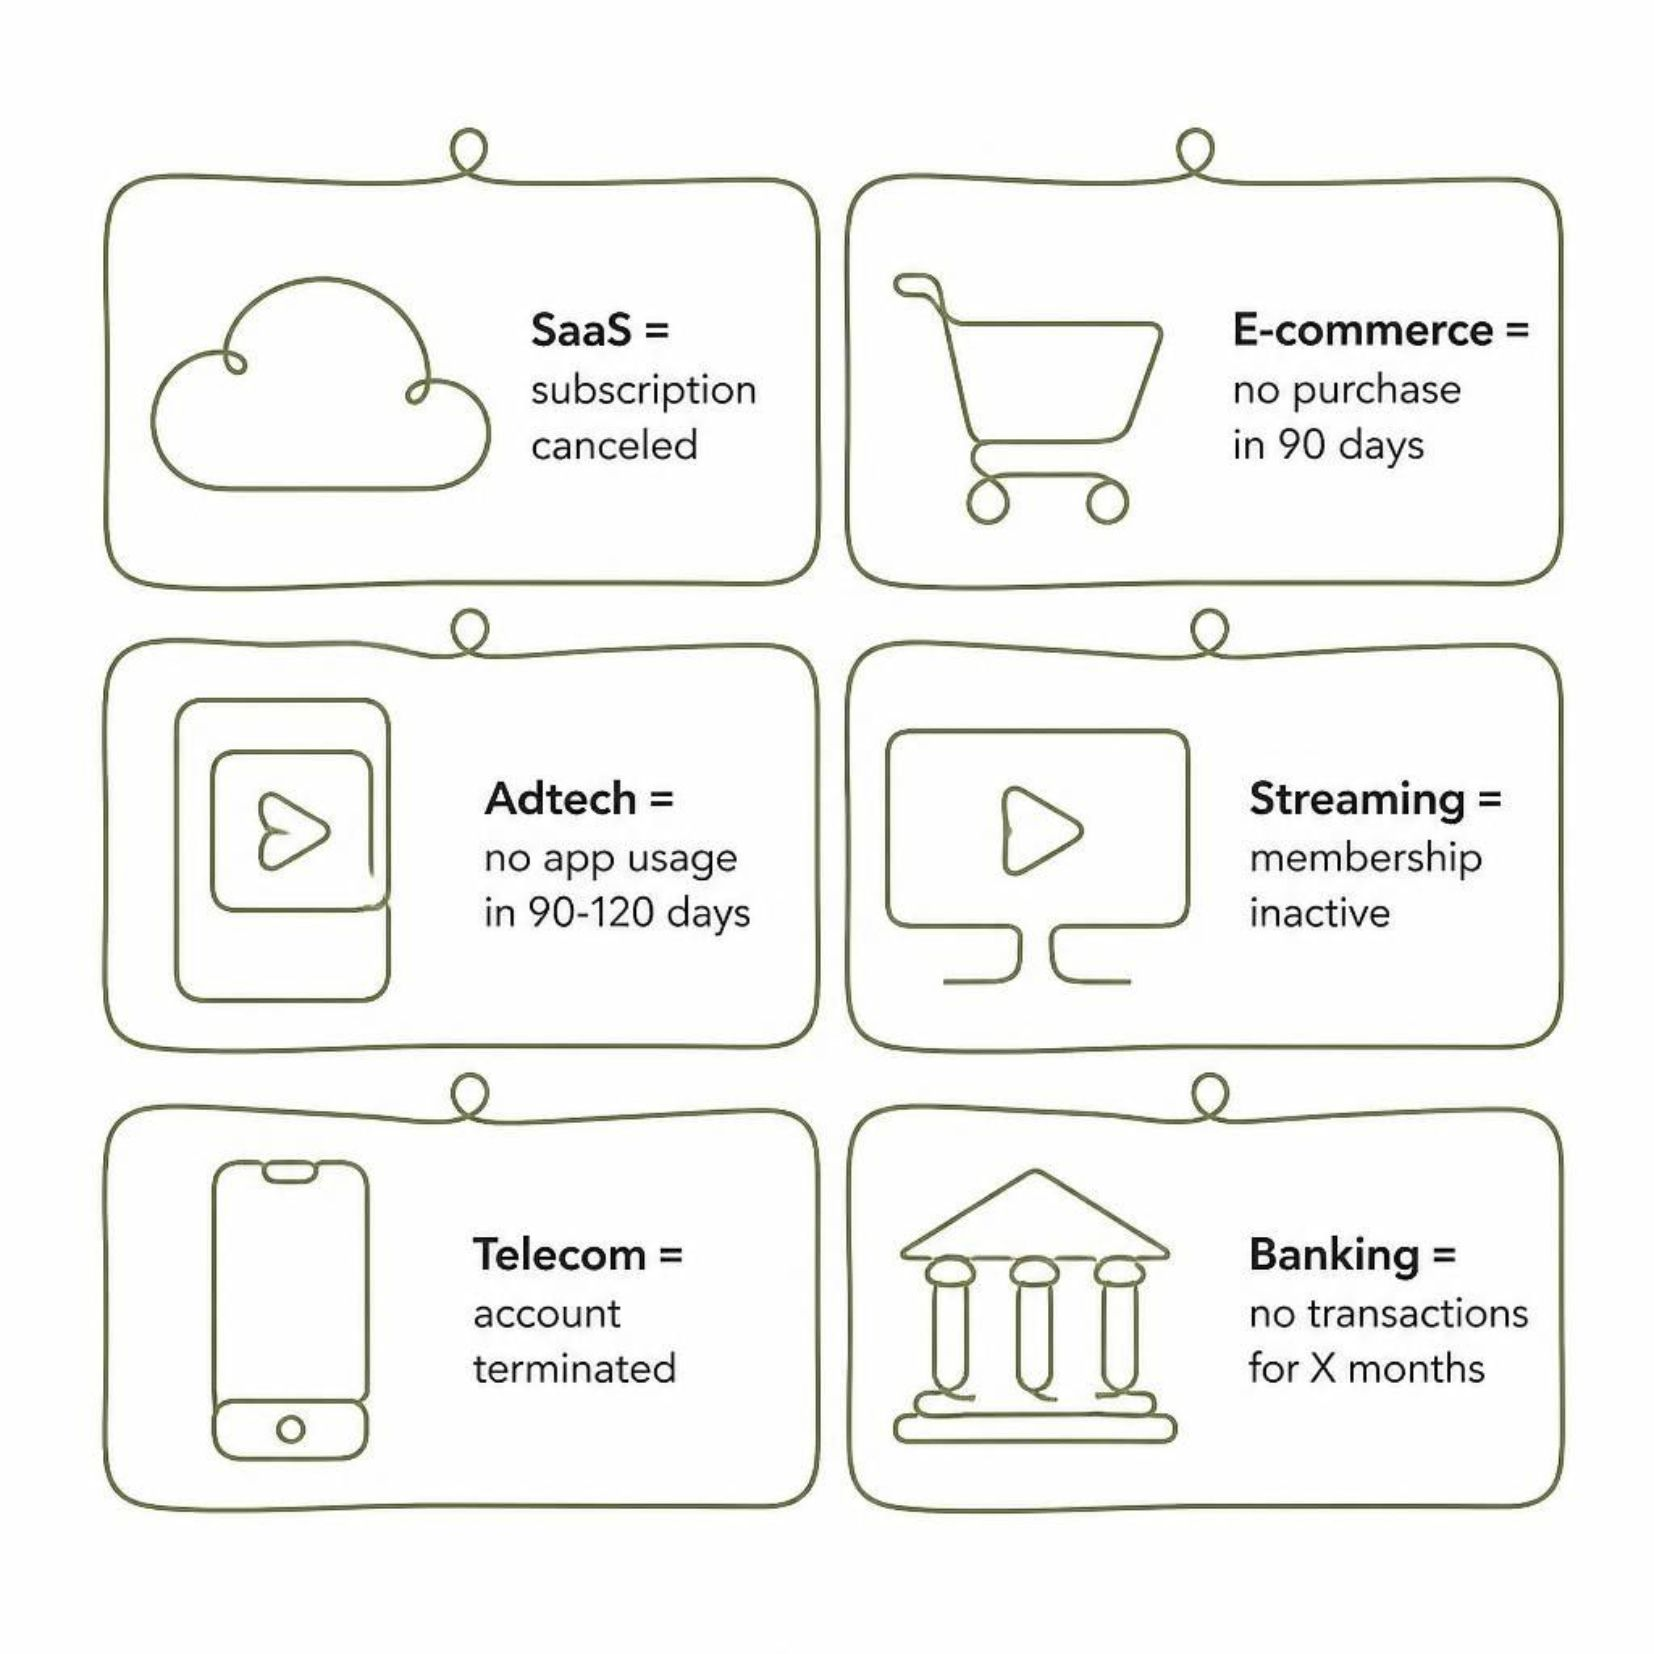 SaaS =
subscription
canceled
E-commerce =
no purchase
in 90 days
Adtech =
no app usage
in 90-120 days
Streaming =
membership
inactive
Telecom =
account
terminated
Banking =
no transactions
for X months